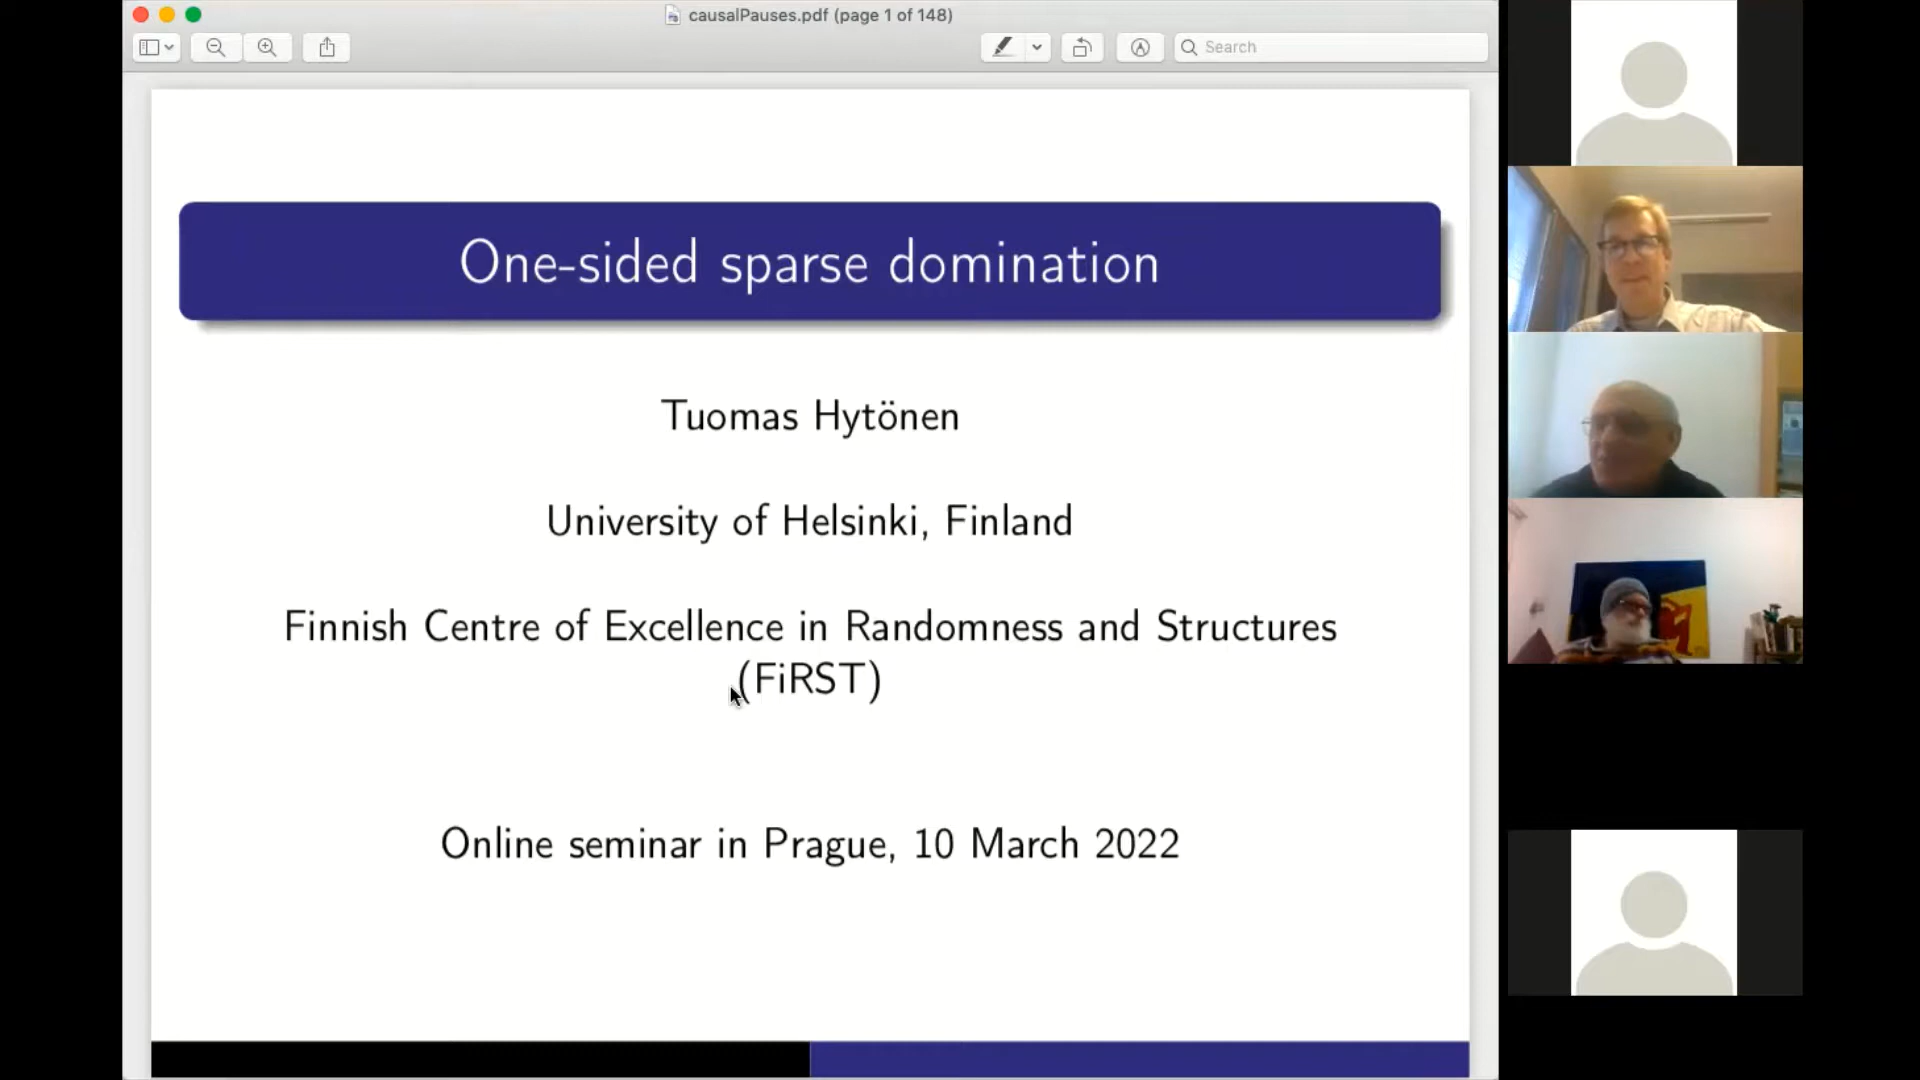 causalPauses.pdf (page 1 of 148)
Search
One-sided sparse domination
Tuomas Hytönen
University of Helsinki, Finland
Finnish Centre of Excellence in Randomness and Structures
(FiRST)
Online seminar in Prague, 10 March 2022